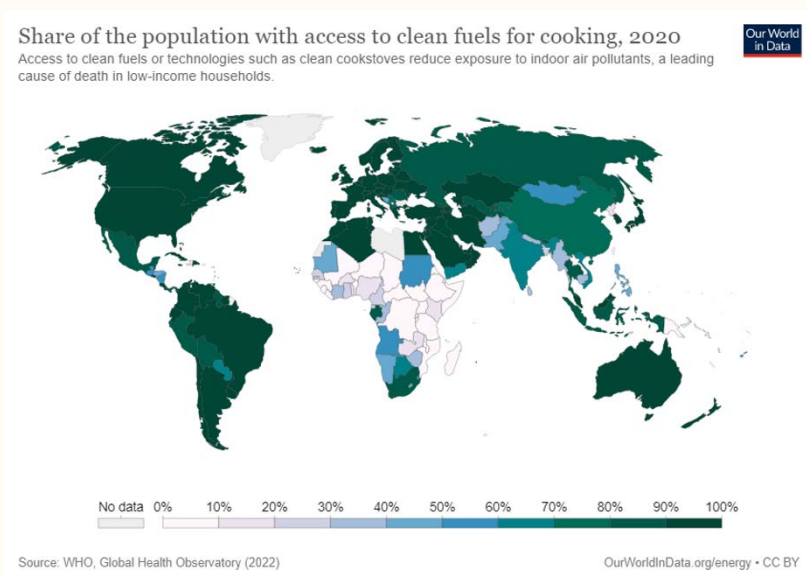 Share of the population with access to clean fuels for cooking, 2020
Our World
in Data
Access to clean fuels or technologies such as clean cookstoves reduce exposure to indoor air pollutants, a leading
cause of death in low-income households.
No data 0% 10% 20% 30% 40% 50% 60% 70% 80% 90% 100%
Source: WHO, Global Health Observatory (2022)
OurWorldInData.org/energy • CC BY